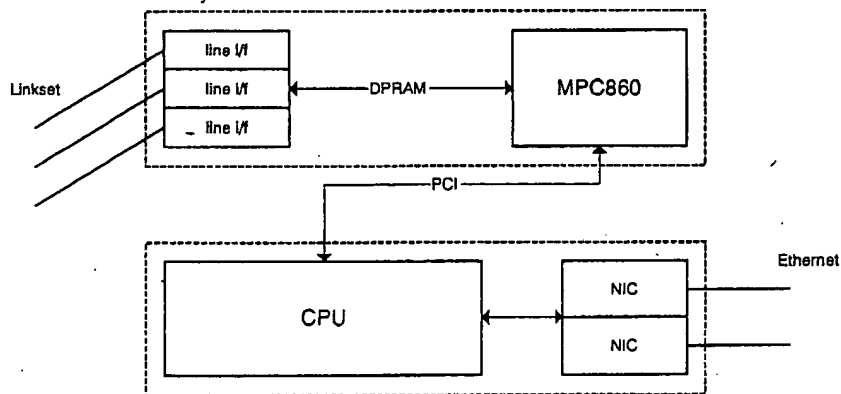 line i/f
Linkset
line i/f
DPRAM
MPC860
line i/f
PCI
Ethernet
NIC
CPU
NIC